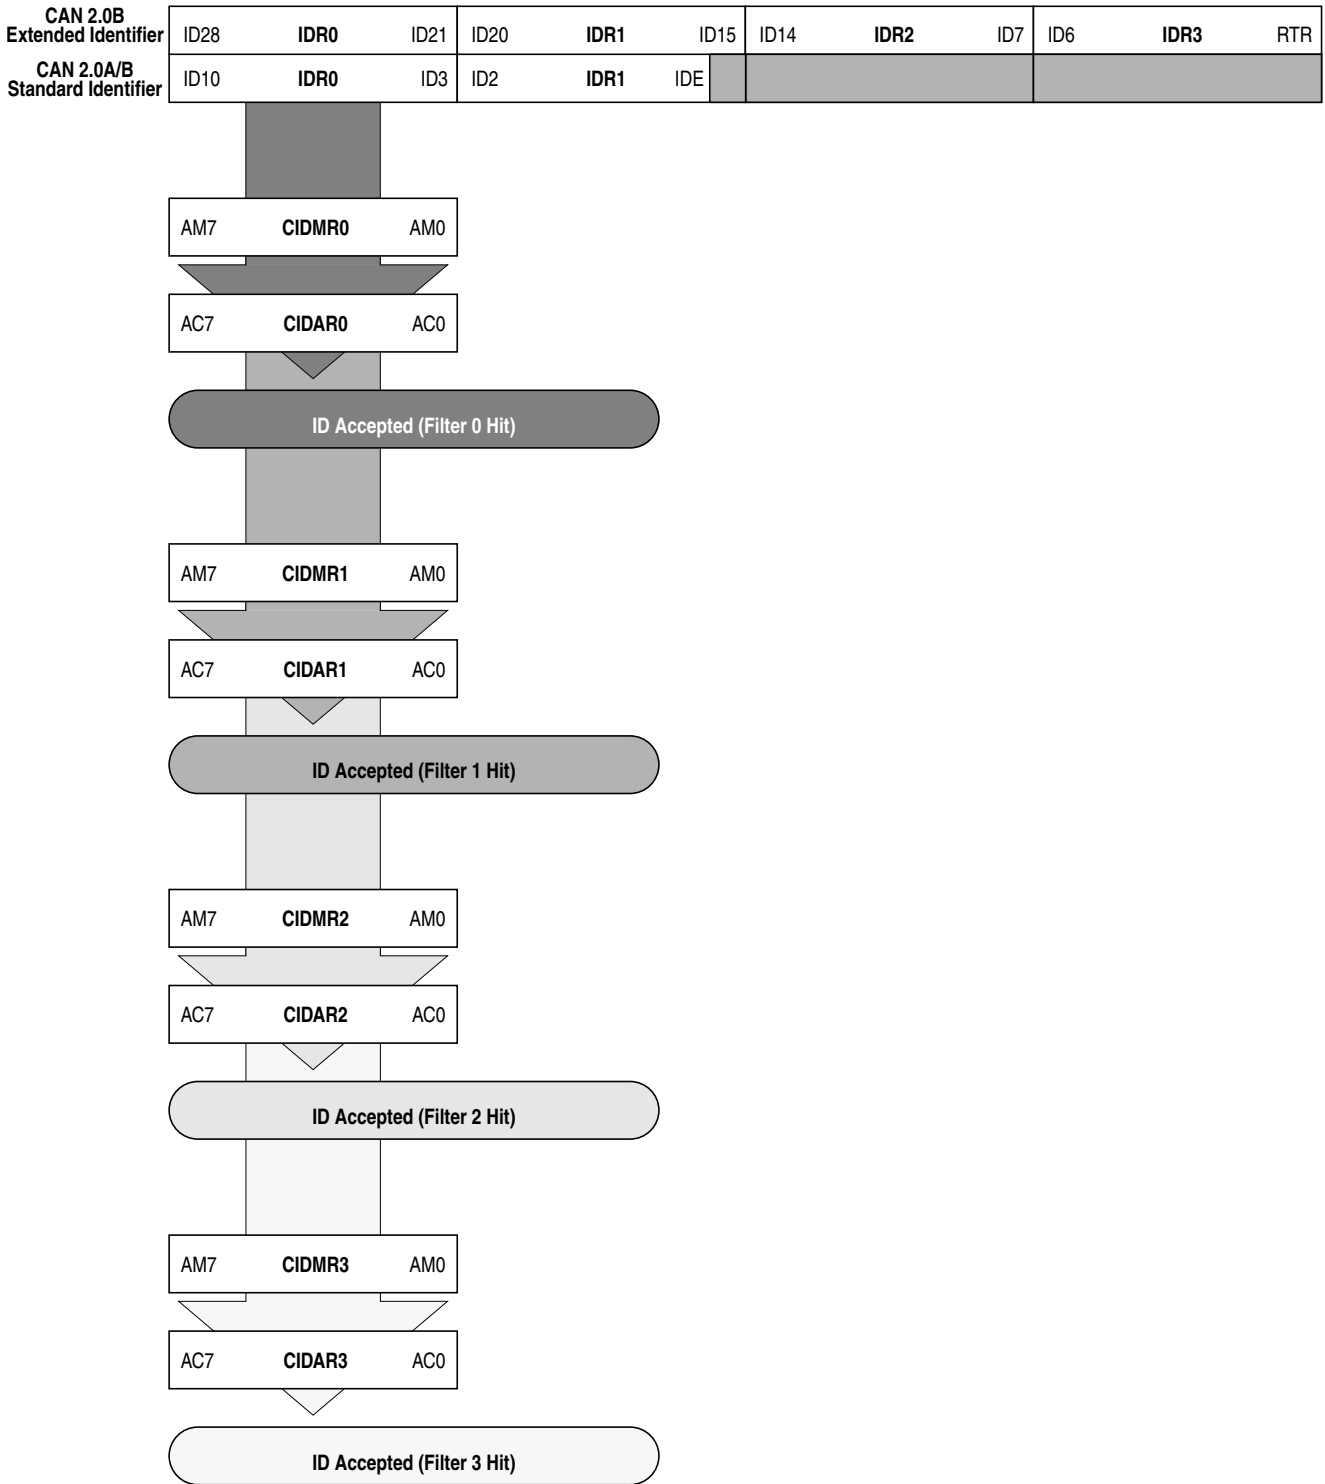 CAN 2.0B
Extended Identifier ID28 IDR0 ID21 ID20 IDR1 ID15 ID14 IDR2 ID7 ID6 IDR3 RTR
CAN 2.0A/B
Standard Identifier ID10 IDR0 ID3 ID2 IDR1 IDE
AM7 CIDMR0 AM0
AC7 CIDAR0 AC0
ID Accepted (Filter 0 Hit)
AM7 CIDMR1 AM0
AC7 CIDAR1 AC0
ID Accepted (Filter 1 Hit)
AM7 CIDMR2 AM0
AC7 CIDAR2 AC0
ID Accepted (Filter 2 Hit)
AM7 CIDMR3 AM0
AC7 CIDAR3 AC0
ID Accepted (Filter 3 Hit)